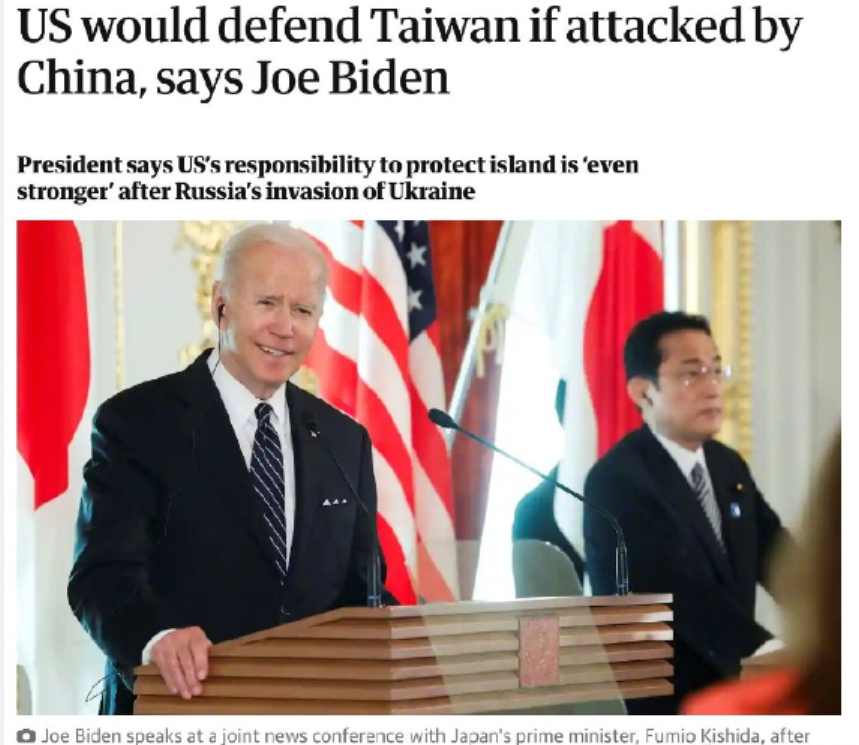 US would defend Taiwan if attacked by
China, says Joe Biden
President says US's responsibility to protect island is ‘even
stronger’ after Russia’s invasion of Ukraine
Joe Biden speaks at a joint news conference with Japan's prime minister, Fumio Kishida, after